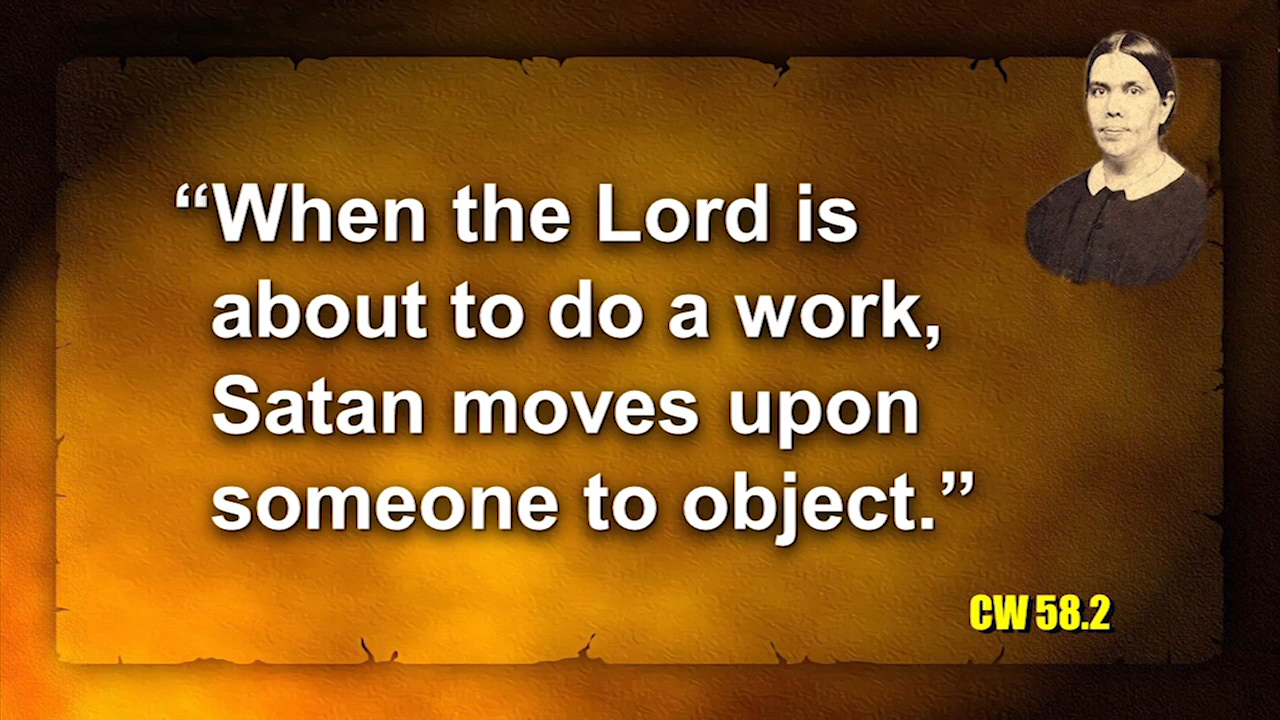 “When the Lord is
about to do a work,
Satan moves upon
someone to object.”
CW 58.2